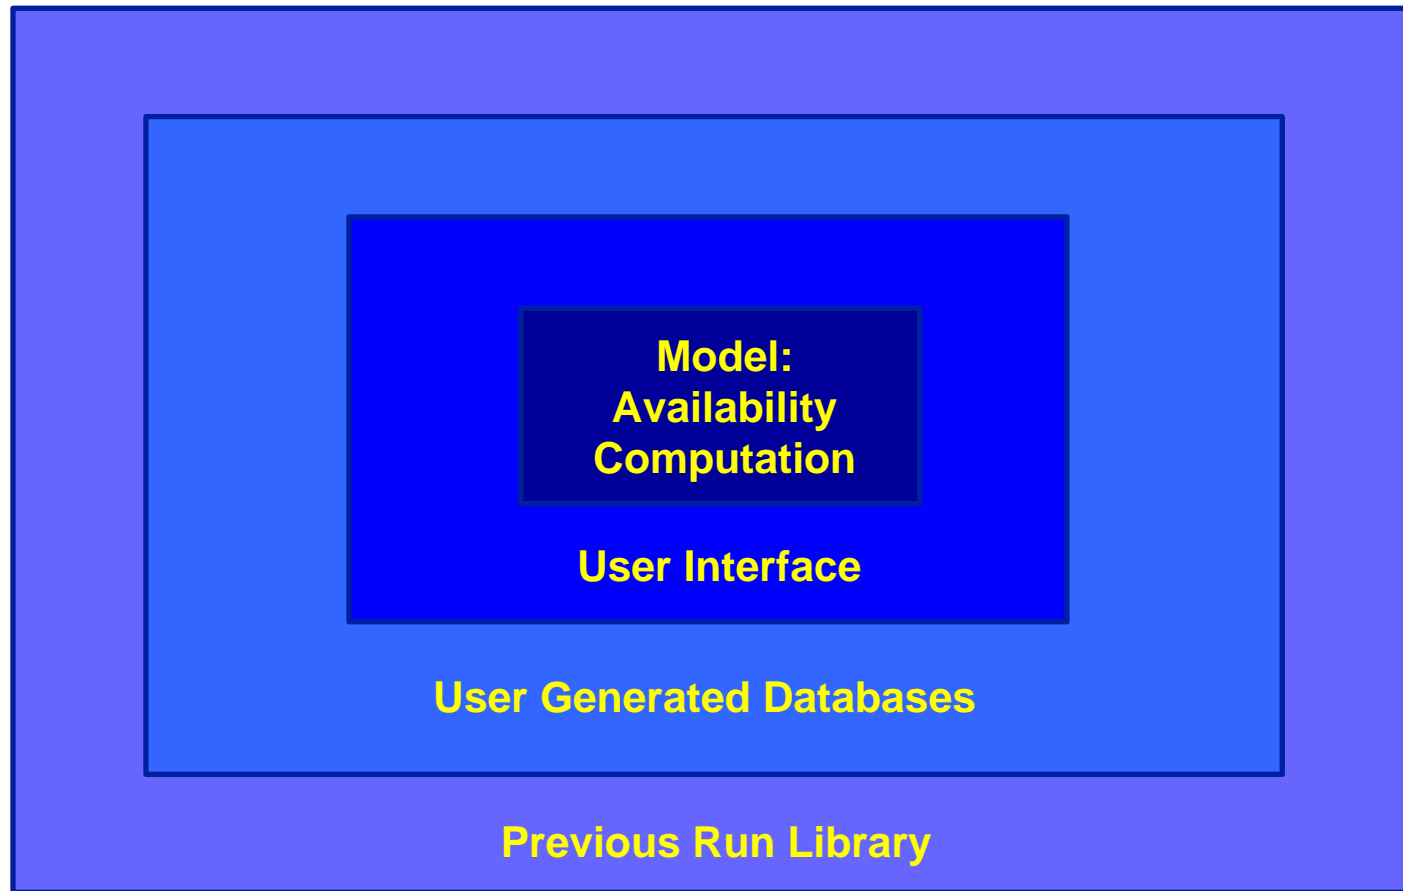 Model:
Availability
Computation
User Interface
User Generated Databases
Previous Run Library